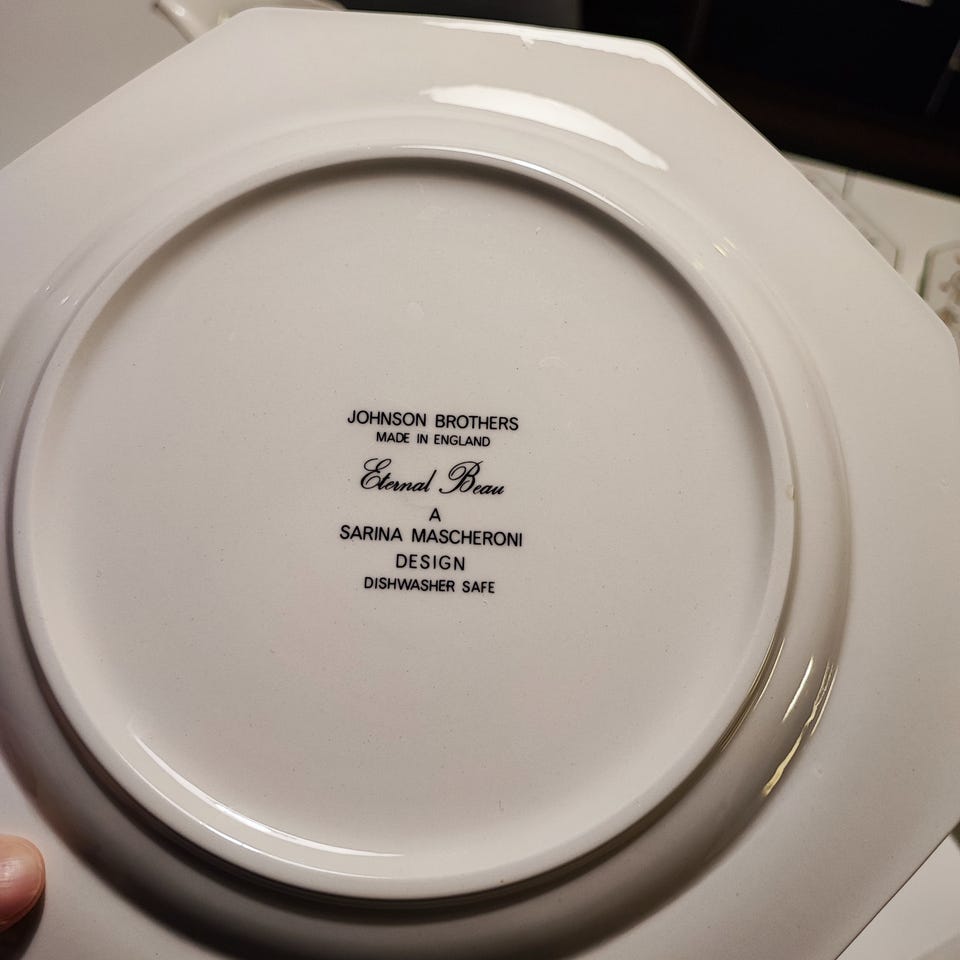 JOHNSON BROTHERS
MADE IN ENGLAND
Eternal Beau
A
SARINA MASCHERONI
DESIGN
DISHWASHER SAFE